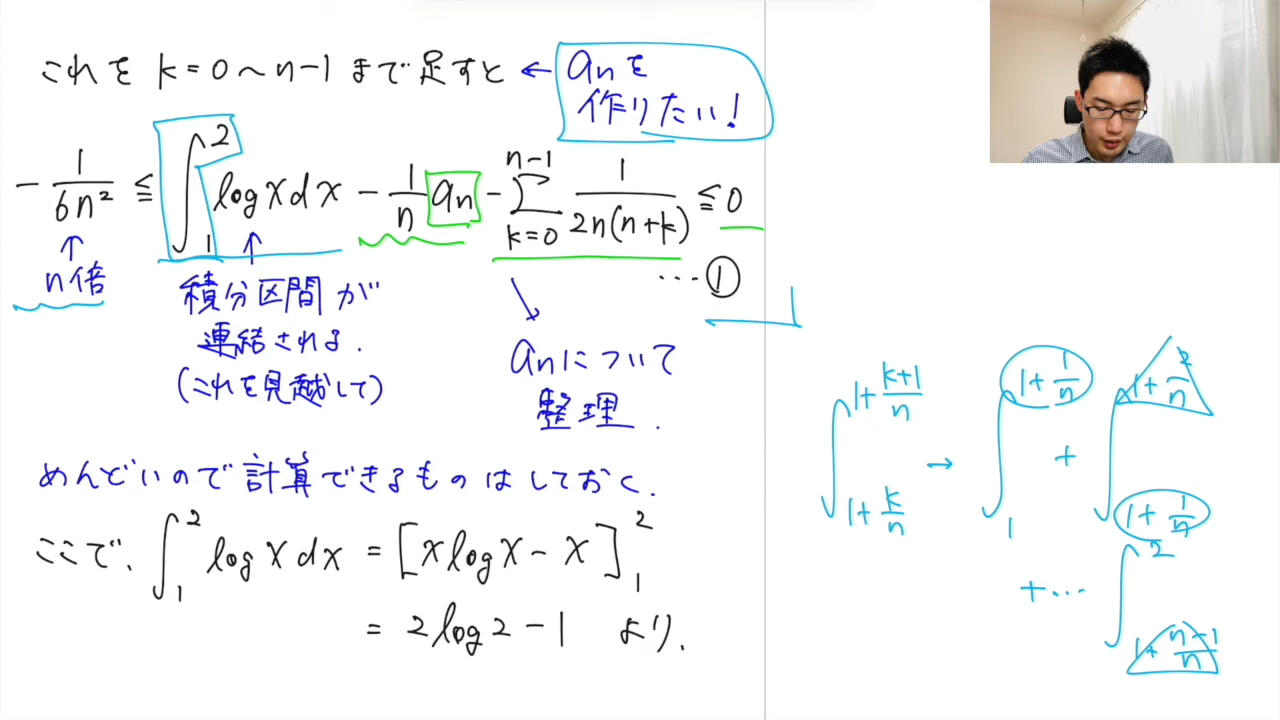 これを k=0〜n-1 まで足すと ← anを作りたい!
-1/6n² ≦ ∫₁² log x dx - 1/n an - Σ_{k=0}^{n-1} 1/2n(n+k) ≦ 0
… ①
↑ n倍
↑ 積分区間が
連結される.
(これを見越して)
↘ anについて
整理.
めんどいので計算できるものはしておく.
ここで、∫₁² log x dx = [x log x - x]₁²
= 2 log 2 - 1 より.
∫_{1+k/n}^{1+(k+1)/n} → ∫_1^{1+1/n} + ∫_{1+1/n}^{1+2/n}
+ … ∫_{1+(n-1)/n}^2